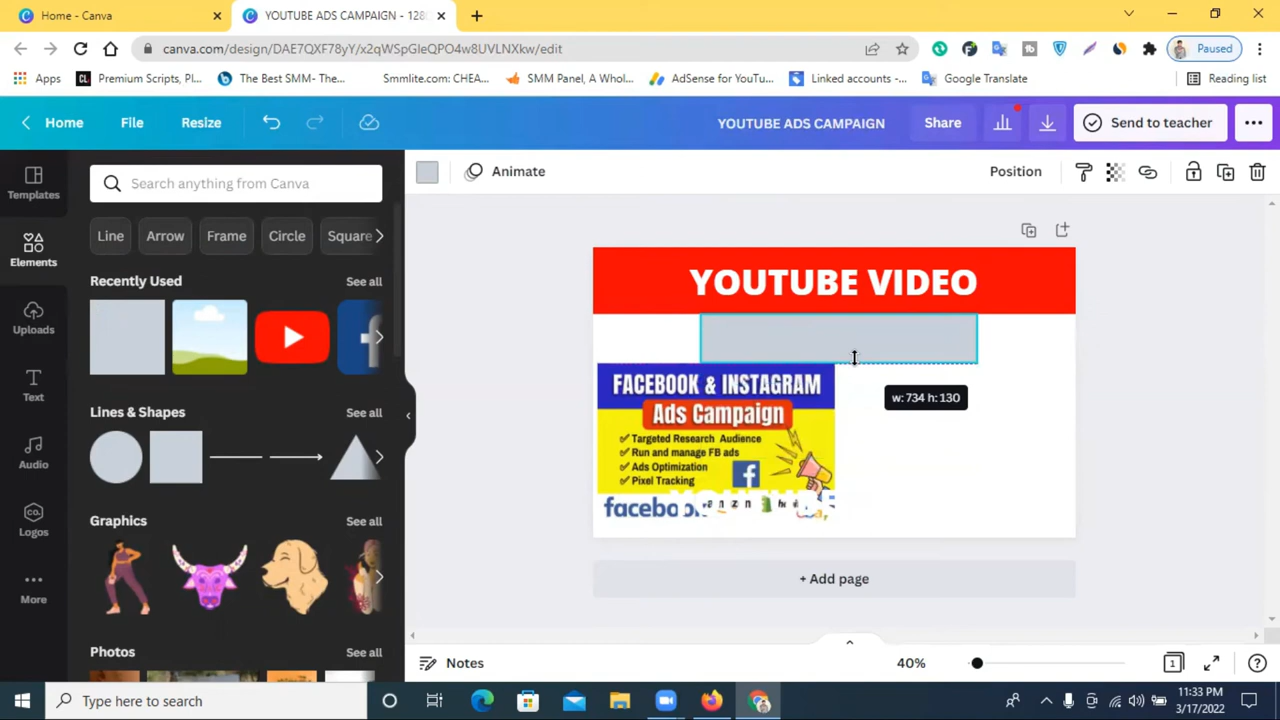 Home - Canva
YOUTUBE ADS CAMPAIGN - 128
canva.com/design/DAE7QXF78yY/x2qWSpGleQPO4w8UVLNXkw/edit
Paused
Apps
Premium Scripts, Pl...
The Best SMM- The...
Smmlite.com: CHEA...
SMM Panel, A Whol...
AdSense for YouTu...
Linked accounts -...
Google Translate
Reading list
Home
File
Resize
YOUTUBE ADS CAMPAIGN
Share
Send to teacher
Templates
Elements
Uploads
Text
Audio
Logos
More
Search anything from Canva
Line
Arrow
Frame
Circle
Square
Recently Used
See all
Lines & Shapes
See all
Graphics
See all
Photos
See all
Animate
Position
YOUTUBE VIDEO
w: 734 h: 130
FACEBOOK & INSTAGRAM
Ads Campaign
Targeted Research Audience
Run and manage FB ads
Ads Optimization
Pixel Tracking
+ Add page
Notes
40%
1
Type here to search
11:33 PM
3/17/2022